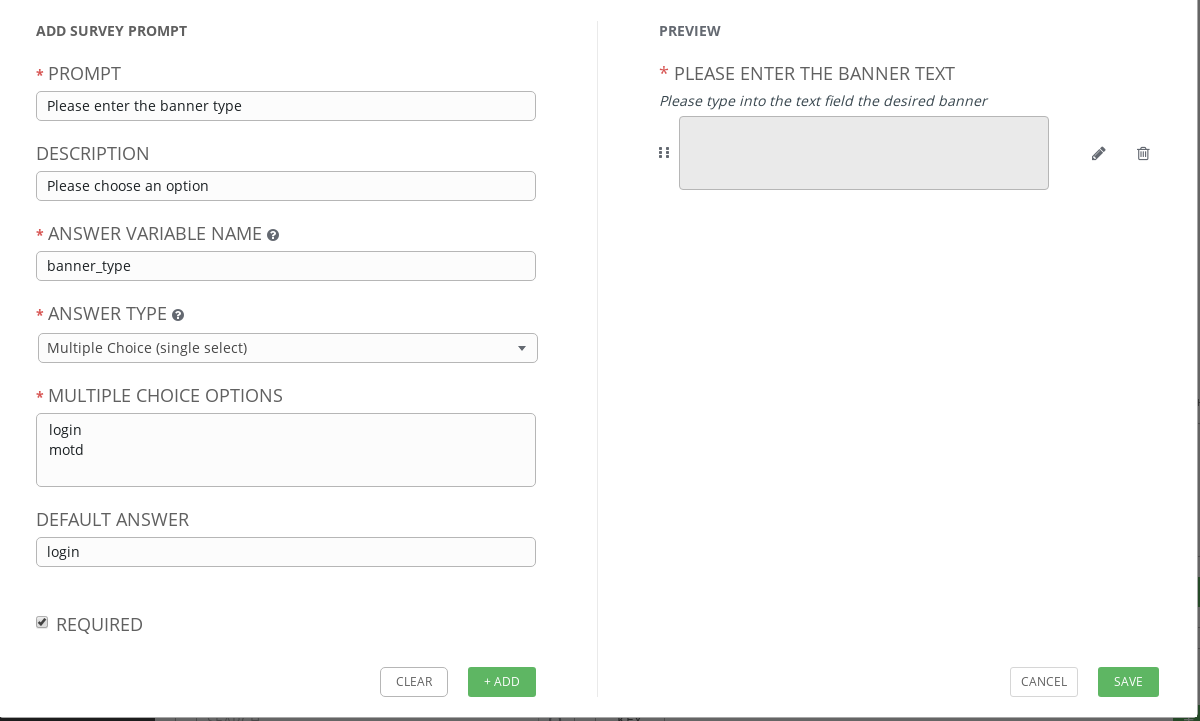 ADD SURVEY PROMPT
* PROMPT
Please enter the banner type
DESCRIPTION
Please choose an option
* ANSWER VARIABLE NAME
banner_type
* ANSWER TYPE
Multiple Choice (single select)
* MULTIPLE CHOICE OPTIONS
login
motd
DEFAULT ANSWER
login
REQUIRED
CLEAR
+ ADD
PREVIEW
* PLEASE ENTER THE BANNER TEXT
Please type into the text field the desired banner
CANCEL
SAVE